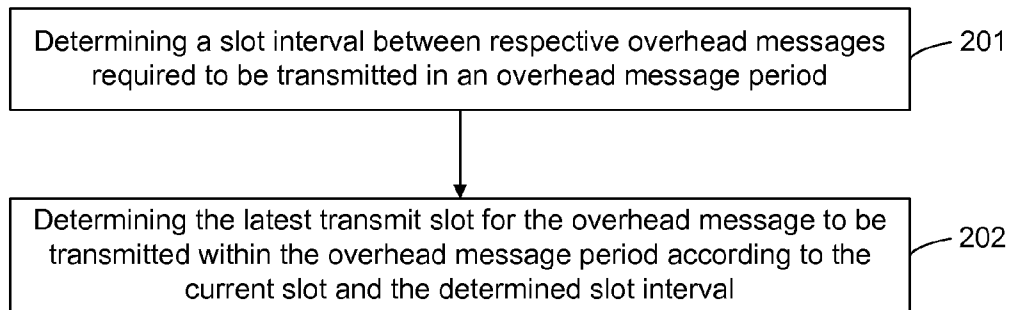 Determining a slot interval between respective overhead messages
required to be transmitted in an overhead message period
201
Determining the latest transmit slot for the overhead message to be
transmitted within the overhead message period according to the
current slot and the determined slot interval
202